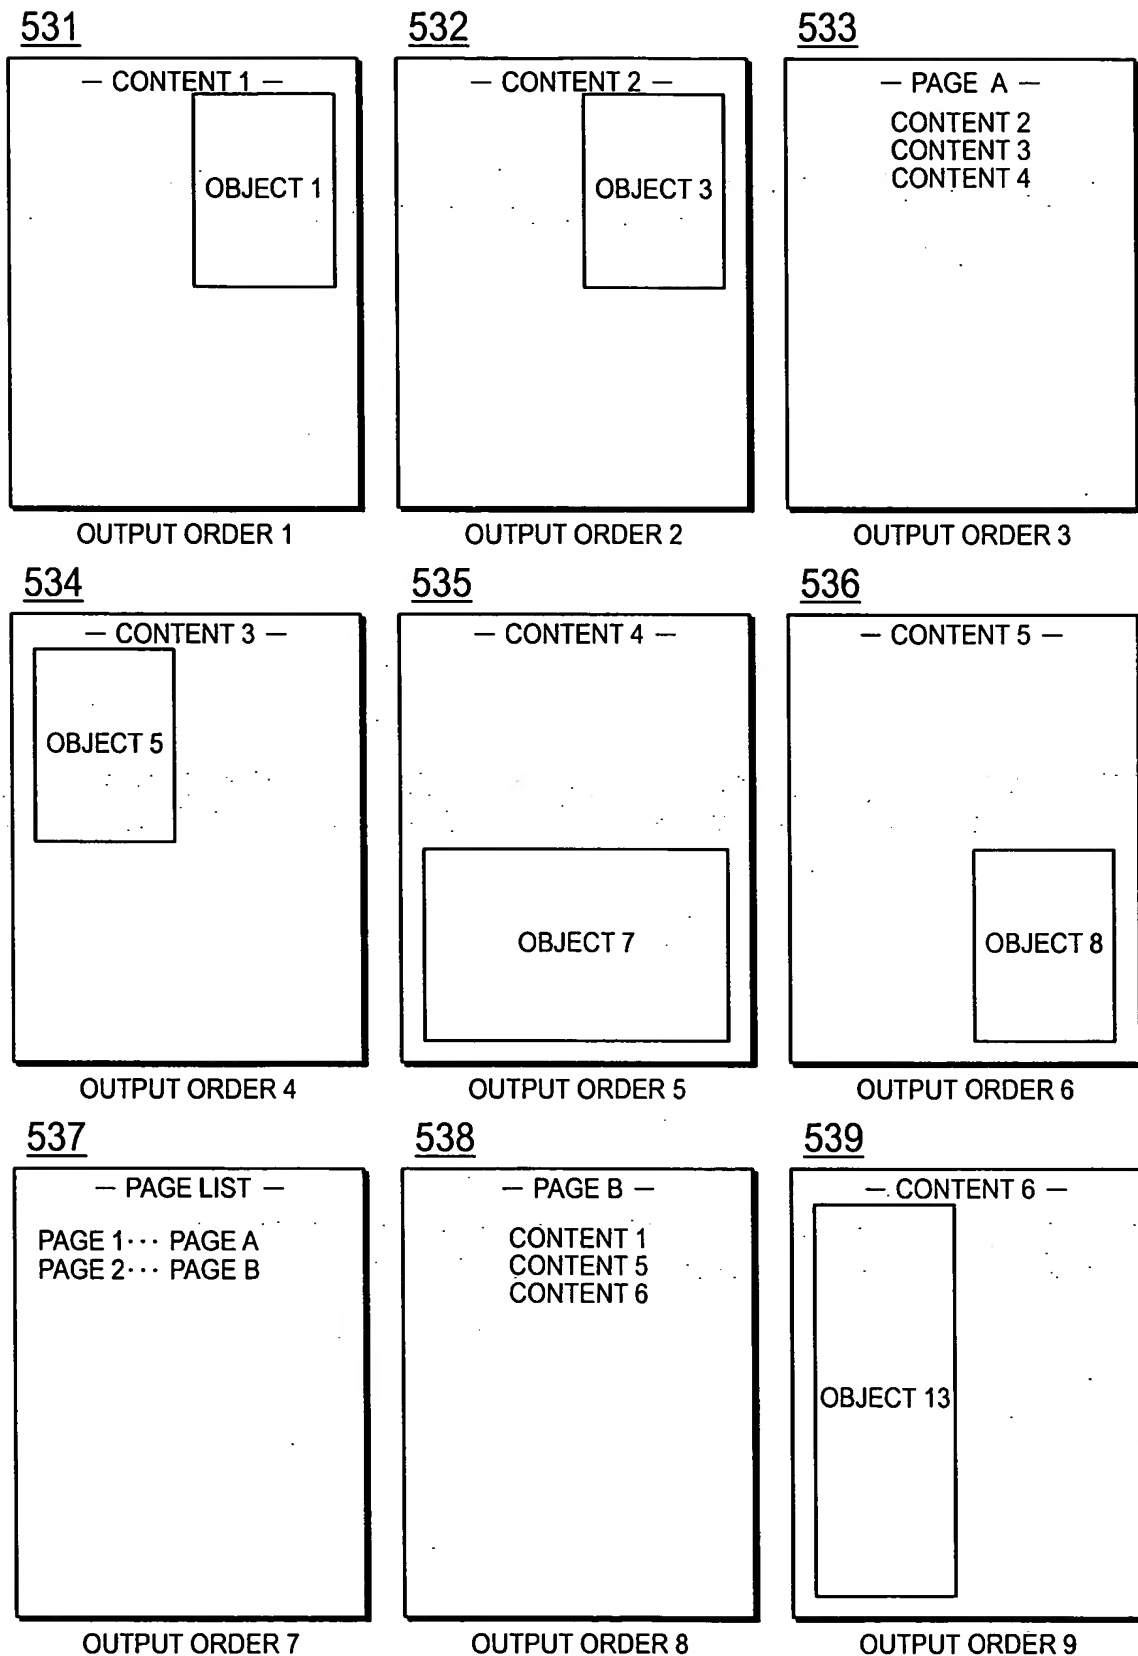 531
— CONTENT 1 —
OBJECT 1
OUTPUT ORDER 1
532
— CONTENT 2 —
OBJECT 3
OUTPUT ORDER 2
533
— PAGE A —
CONTENT 2
CONTENT 3
CONTENT 4
OUTPUT ORDER 3
534
— CONTENT 3 —
OBJECT 5
OUTPUT ORDER 4
535
— CONTENT 4 —
OBJECT 7
OUTPUT ORDER 5
536
— CONTENT 5 —
OBJECT 8
OUTPUT ORDER 6
537
— PAGE LIST —
PAGE 1··· PAGE A
PAGE 2··· PAGE B
OUTPUT ORDER 7
538
— PAGE B —
CONTENT 1
CONTENT 5
CONTENT 6
OUTPUT ORDER 8
539
— CONTENT 6 —
OBJECT 13
OUTPUT ORDER 9